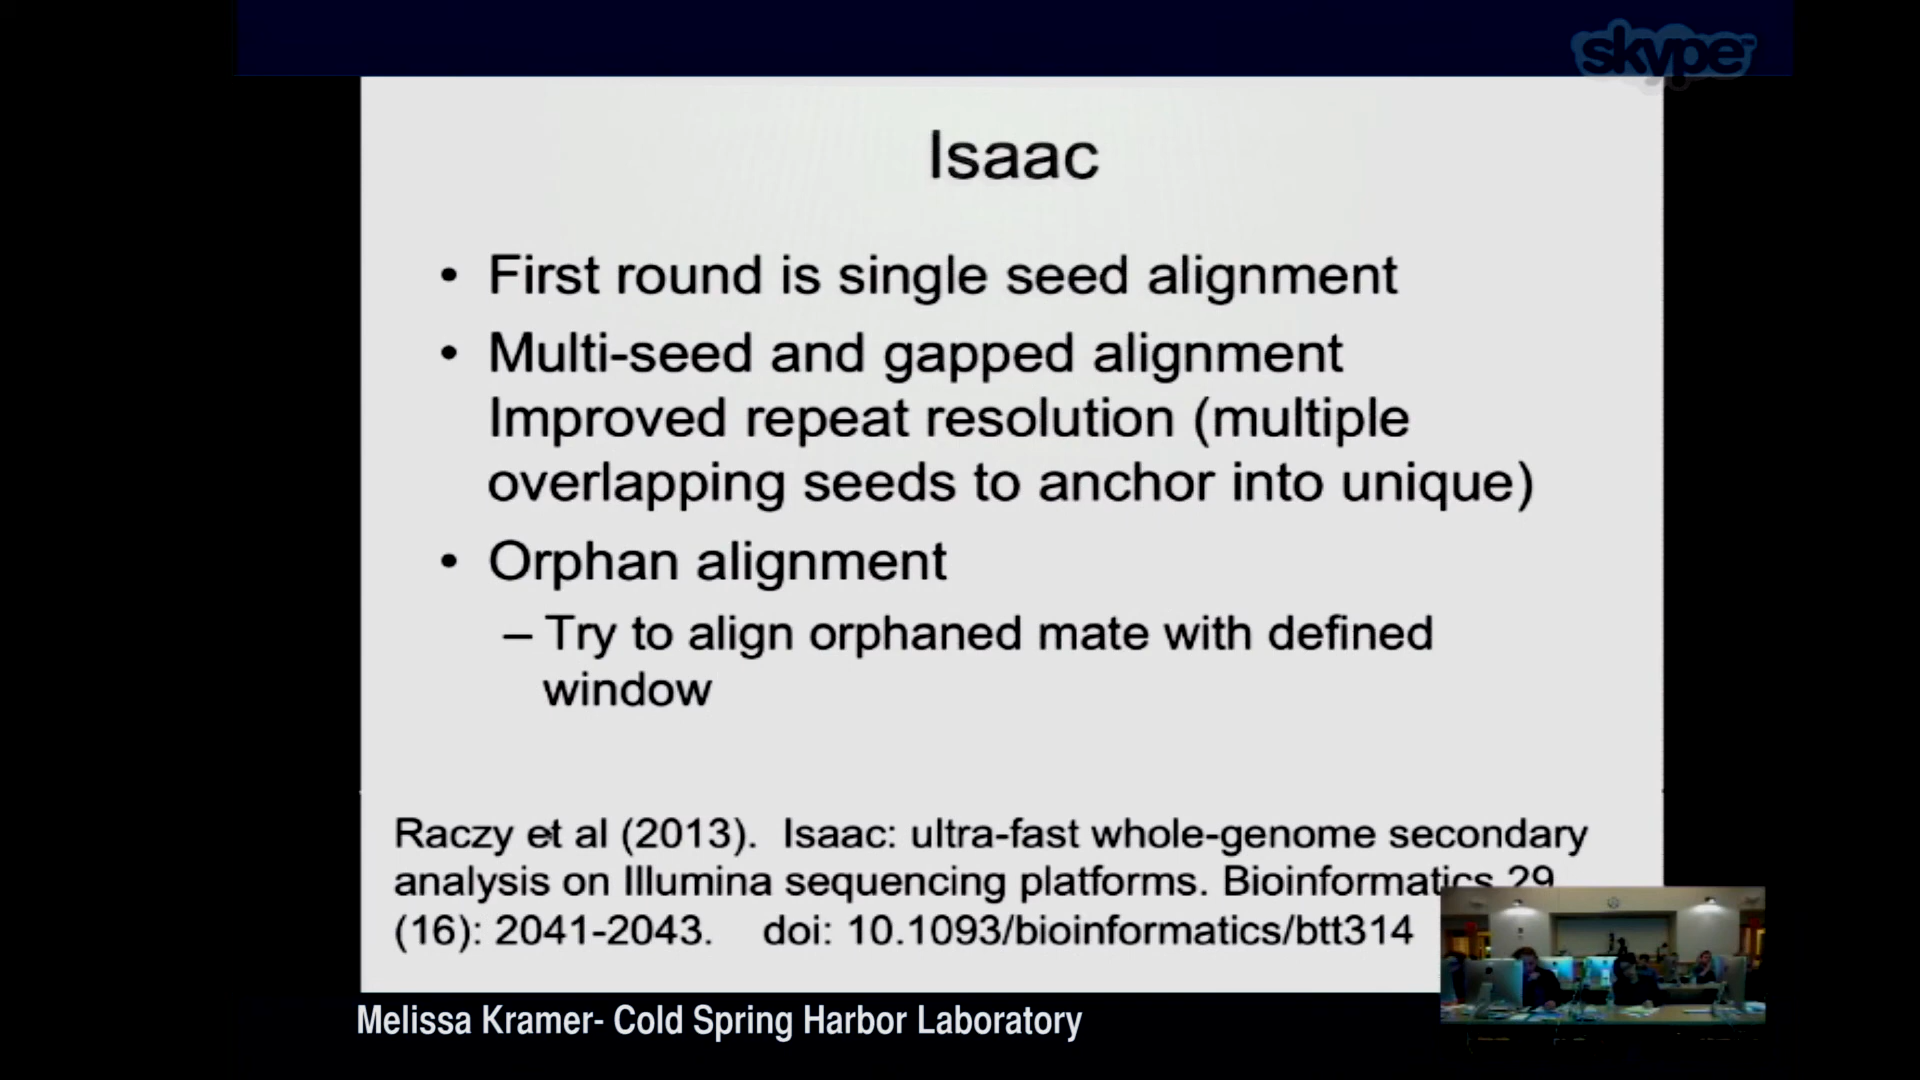 skype™
Isaac
• First round is single seed alignment
• Multi-seed and gapped alignment
Improved repeat resolution (multiple
overlapping seeds to anchor into unique)
• Orphan alignment
– Try to align orphaned mate with defined
window
Raczy et al (2013). Isaac: ultra-fast whole-genome secondary
analysis on Illumina sequencing platforms. Bioinformatics 29
(16): 2041-2043. doi: 10.1093/bioinformatics/btt314
Melissa Kramer- Cold Spring Harbor Laboratory